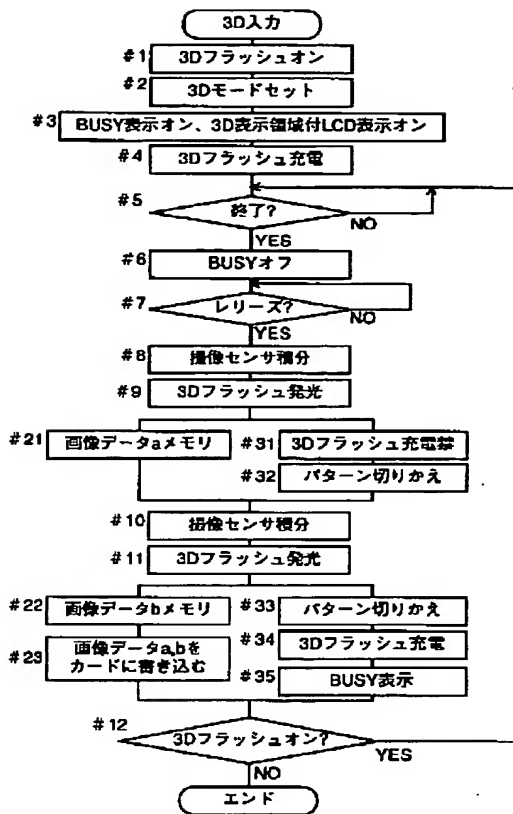 3D入力
#1 3Dフラッシュオン
#2 3Dモードセット
#3 BUSY表示オン、3D表示領域付LCD表示オン
#4 3Dフラッシュ充電
#5 終了?
NO
YES
#6 BUSYオフ
#7 レリーズ?
NO
YES
#8 撮像センサ積分
#9 3Dフラッシュ発光
#21 画像データaメモリ #31 3Dフラッシュ充電禁
#32 パターン切りかえ
#10 撮像センサ積分
#11 3Dフラッシュ発光
#22 画像データbメモリ #33 パターン切りかえ
#23 画像データa,bを
カードに書き込む
#34 3Dフラッシュ充電
#35 BUSY表示
#12 3Dフラッシュオン?
YES
NO
エンド